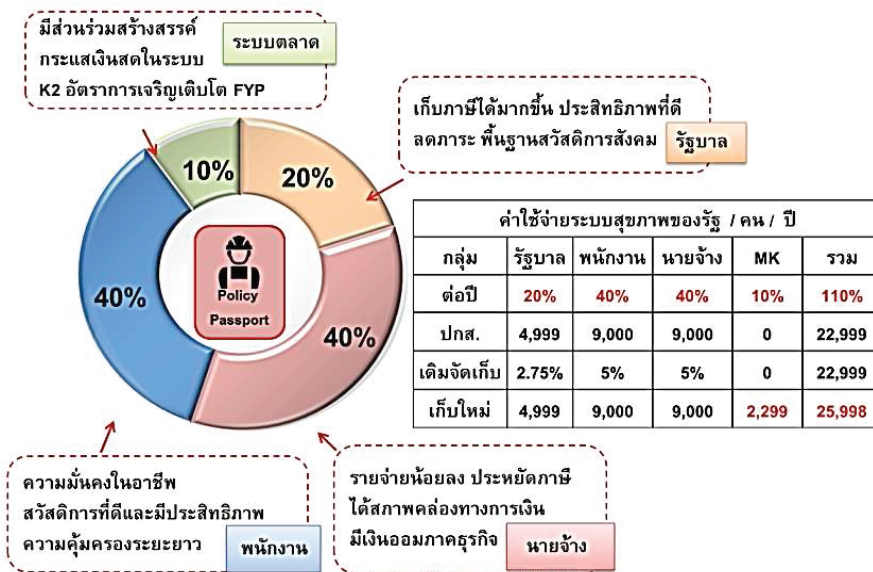 มีส่วนร่วมสร้างสรรค์
กระแสเงินสดในระบบ
K2 อัตราการเจริญเติบโต FYP
ระบบตลาด
เก็บภาษีได้มากขึ้น ประสิทธิภาพที่ดี
ลดภาระ พื้นฐานสวัสดิการสังคม
รัฐบาล
10%
20%
40%
40%
Policy
Passport
ค่าใช้จ่ายระบบสุขภาพของรัฐ / คน / ปี
กลุ่ม รัฐบาล พนักงาน นายจ้าง MK รวม
ต่อปี 20% 40% 40% 10% 110%
ปกส. 4,999 9,000 9,000 0 22,999
เดิมจัดเก็บ 2.75% 5% 5% 0 22,999
เก็บใหม่ 4,999 9,000 9,000 2,299 25,998
ความมั่นคงในอาชีพ
สวัสดิการที่ดีและมีประสิทธิภาพ
ความคุ้มครองระยะยาว
พนักงาน
รายจ่ายน้อยลง ประหยัดภาษี
ได้สภาพคล่องทางการเงิน
มีเงินออมภาคธุรกิจ
นายจ้าง